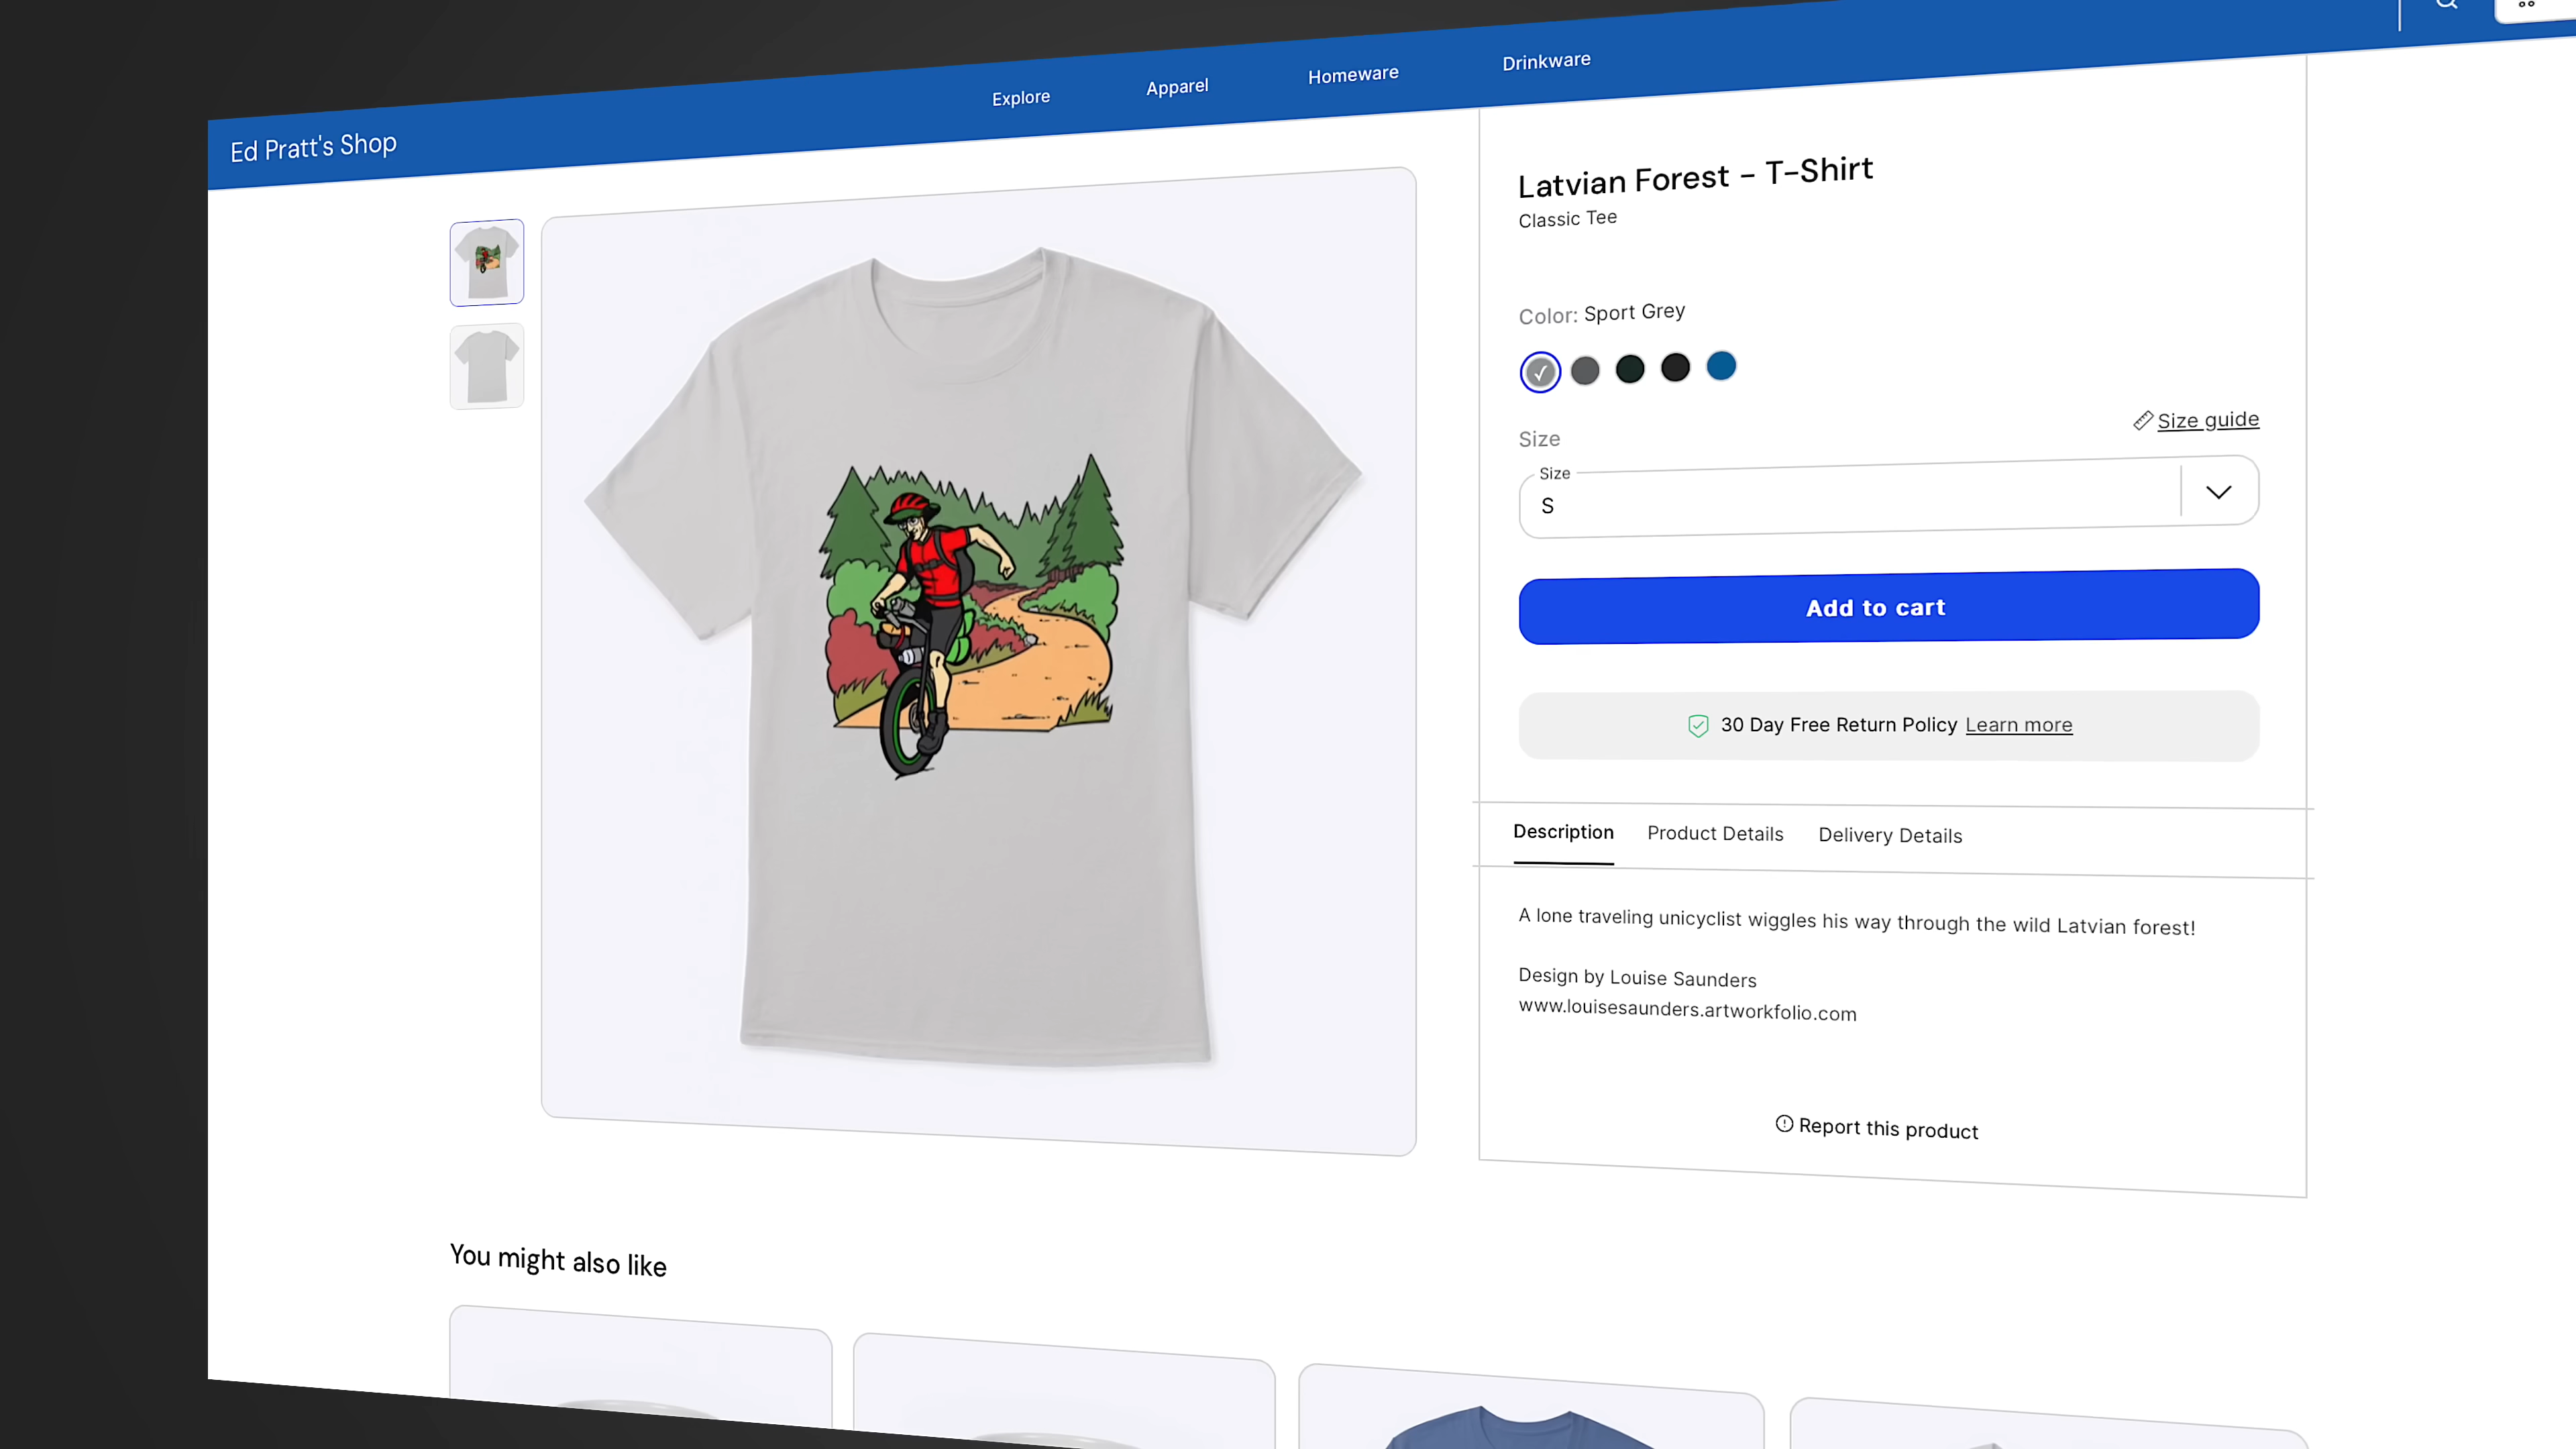 Ed Pratt's Shop
Explore
Apparel
Homeware
Drinkware
Latvian Forest - T-Shirt
Classic Tee
Color: Sport Grey
Size
Size guide
Size
S
Add to cart
30 Day Free Return Policy Learn more
Description
Product Details
Delivery Details
A lone traveling unicyclist wiggles his way through the wild Latvian forest!
Design by Louise Saunders
www.louisesaunders.artworkfolio.com
Report this product
You might also like